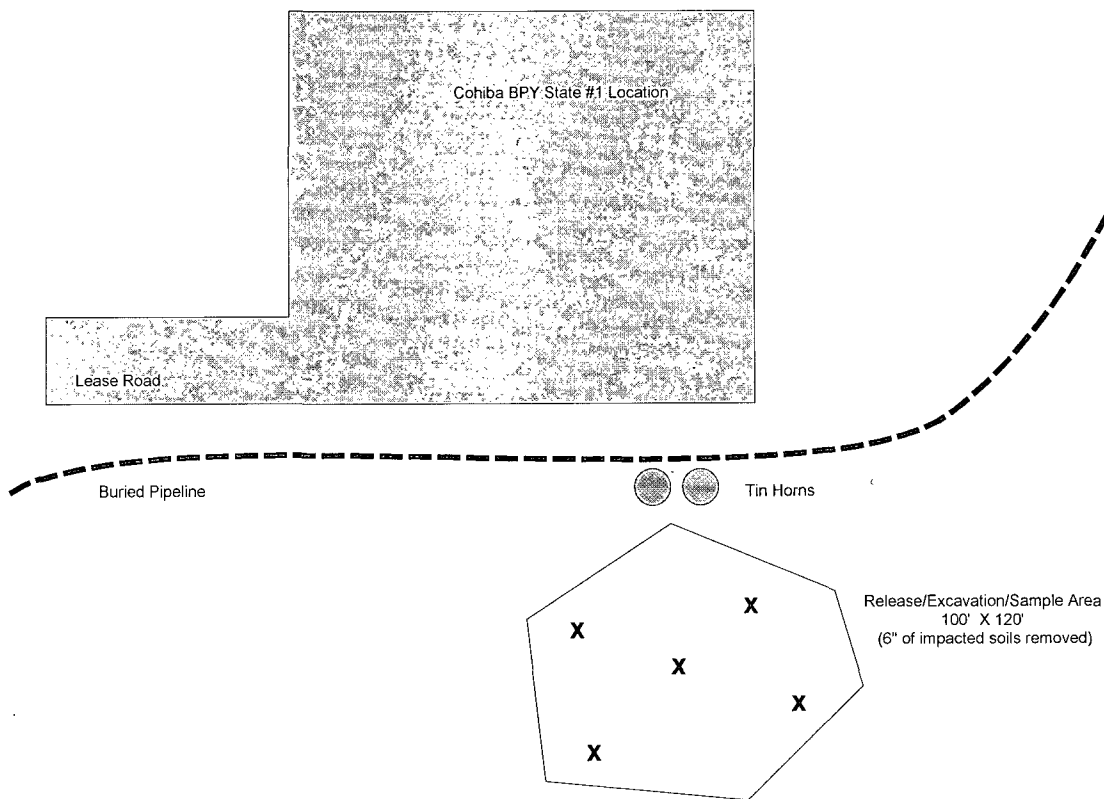 Cohiba BPY State #1 Location
Lease Road
Buried Pipeline
Tin Horns
Release/Excavation/Sample Area
100' X 120'
(6" of impacted soils removed)
X
X
X
X
X